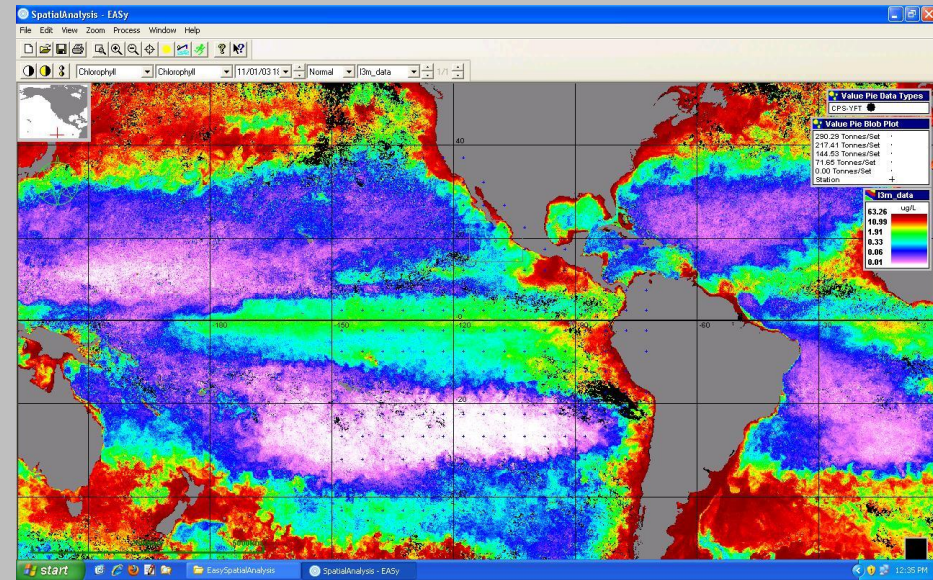 SpatialAnalysis - EASy
File Edit View Zoom Process Window Help
Chlorophyll Chlorophyll 11/01/03 18 Normal l3m_data 1/1
Value Pie Data Types
CPS-YFT
Value Pie Blob Plot
290.29 Tonnes/Set
217.41 Tonnes/Set
144.53 Tonnes/Set
71.65 Tonnes/Set
0.00 Tonnes/Set
Station +
l3m_data
ug/L
63.26
10.99
1.91
0.33
0.06
0.01
40
-180 -150 -120 0 -90 -60 -30
-20
start EasySpatialAnalysis SpatialAnalysis - EASy 12:35 PM